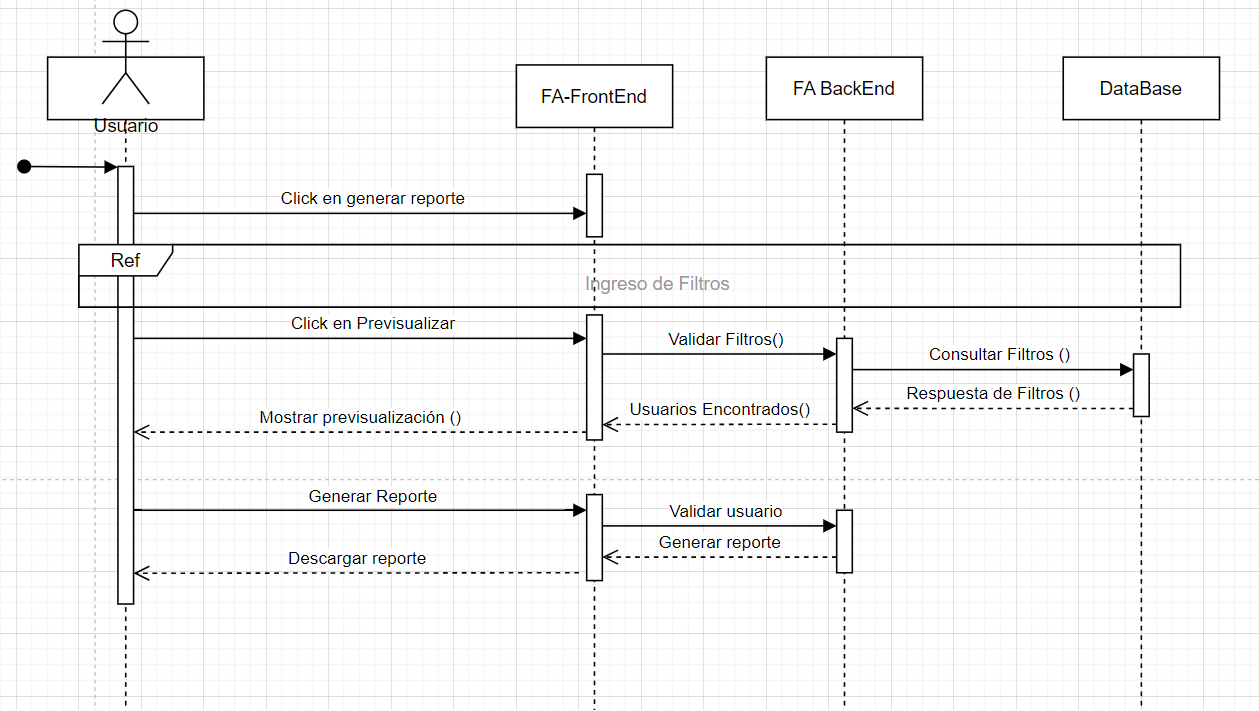 Usuario
FA-FrontEnd
FA BackEnd
DataBase
Click en generar reporte
Ref
Ingreso de Filtros
Click en Previsualizar
Validar Filtros()
Consultar Filtros ()
Respuesta de Filtros ()
Usuarios Encontrados()
Mostrar previsualización ()
Generar Reporte
Validar usuario
Generar reporte
Descargar reporte